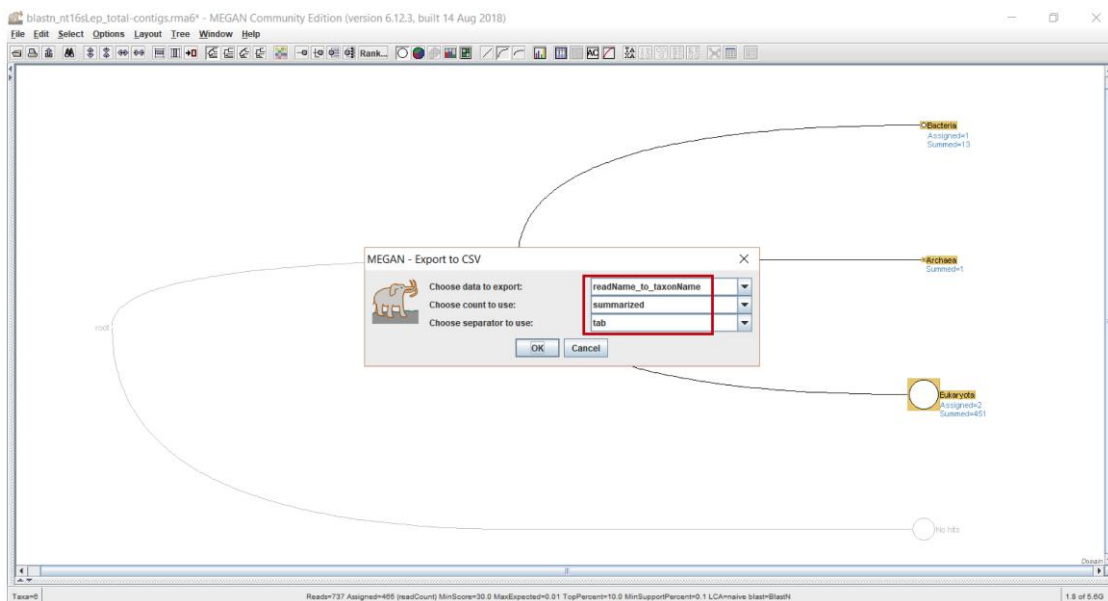 blastn_nt16sLep_total-contigs.rma6* - MEGAN Community Edition (version 6.12.3, built 14 Aug 2018)
File Edit Select Options Layout Tree Window Help
Rank...
Bacteria
Assigned=1
Summed=13
MEGAN - Export to CSV
Choose data to export: readName_to_taxonName
Choose count to use: summarized
Choose separator to use: tab
OK Cancel
Archaea
Summed=1
root
Eukaryota
Assigned=2
Summed=451
No hits
Domain
Taxa=6 Reads=737 Assigned=465 (readCount) MinScore=30.0 MaxExpected=0.01 TopPercent=10.0 MinSupportPercent=0.1 LCA=naive blast=BlastN 1.8 of 5.6G